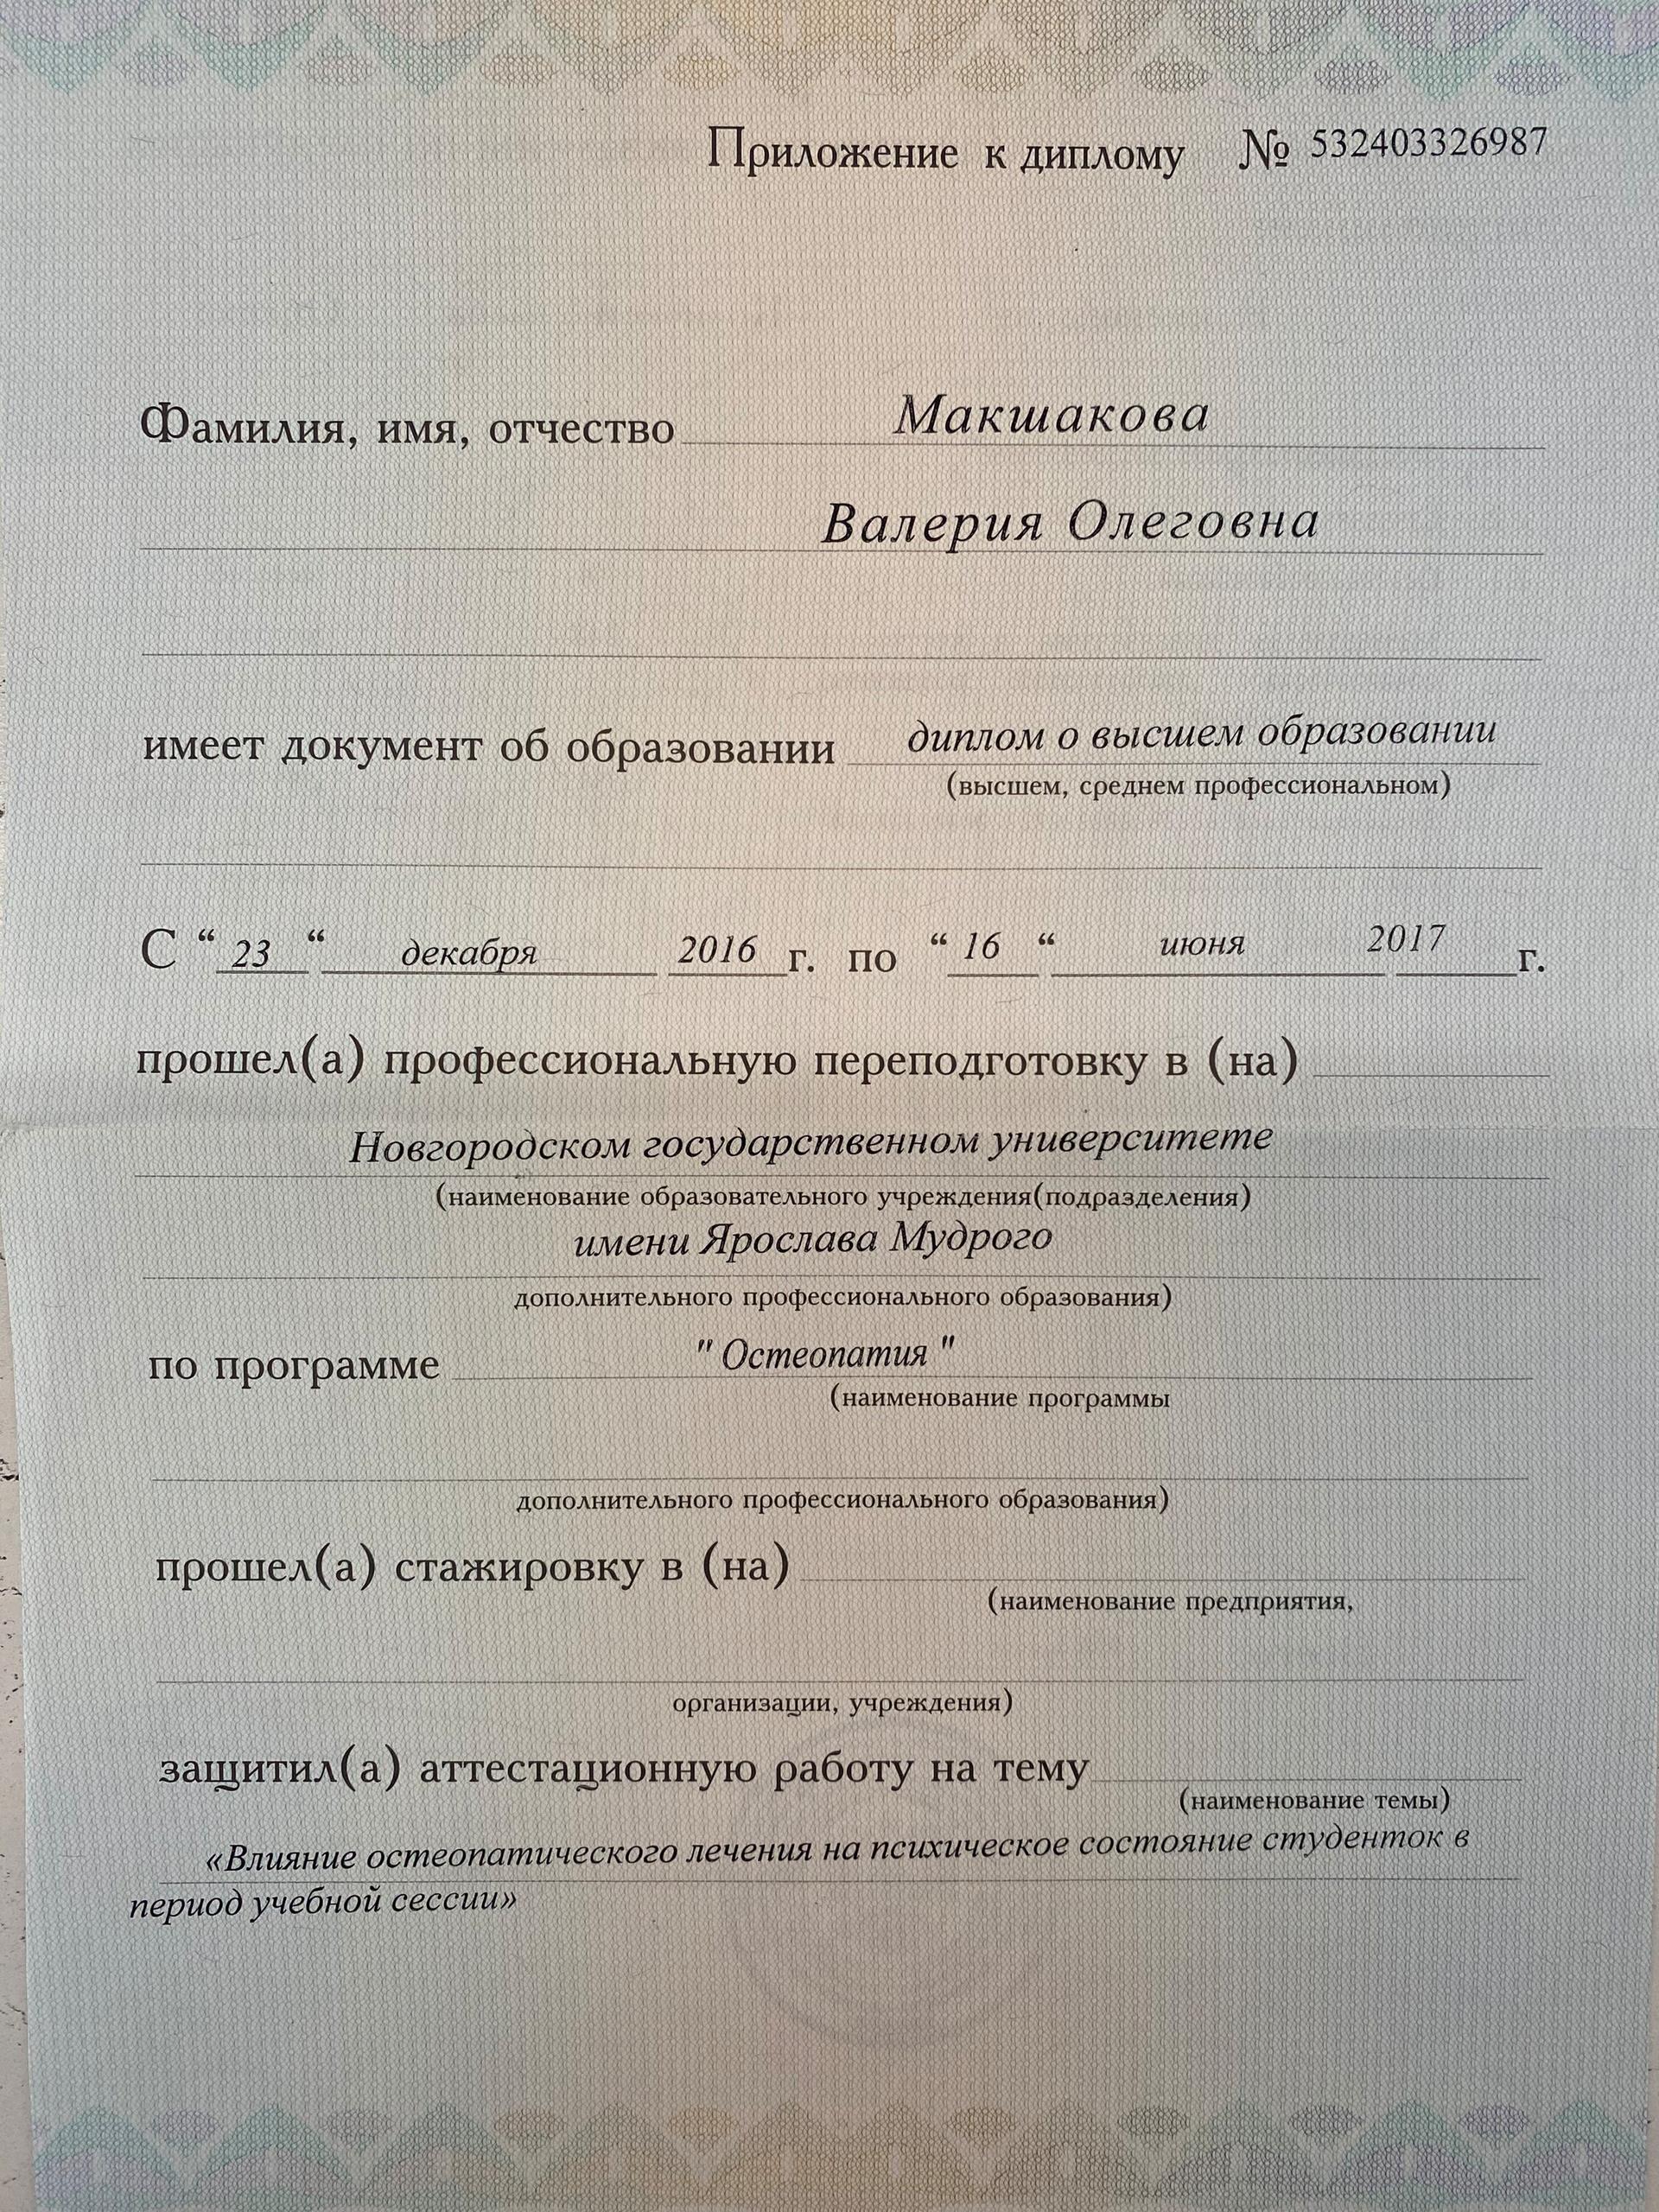 Приложение к диплому № 532403326987
Фамилия, имя, отчество Макшакова
Валерия Олеговна
имеет документ об образовании диплом о высшем образовании
(высшем, среднем профессиональном)
С “ 23 “ декабря 2016 г. по “ 16 “ июня 2017 г.
прошел(а) профессиональную переподготовку в (на)
Новгородском государственном университете
(наименование образовательного учреждения(подразделения)
имени Ярослава Мудрого
дополнительного профессионального образования)
по программе " Остеопатия "
(наименование программы
дополнительного профессионального образования)
прошел(а) стажировку в (на)
(наименование предприятия,
организации, учреждения)
защитил(а) аттестационную работу на тему
(наименование темы)
«Влияние остеопатического лечения на психическое состояние студенток в
период учебной сессии»